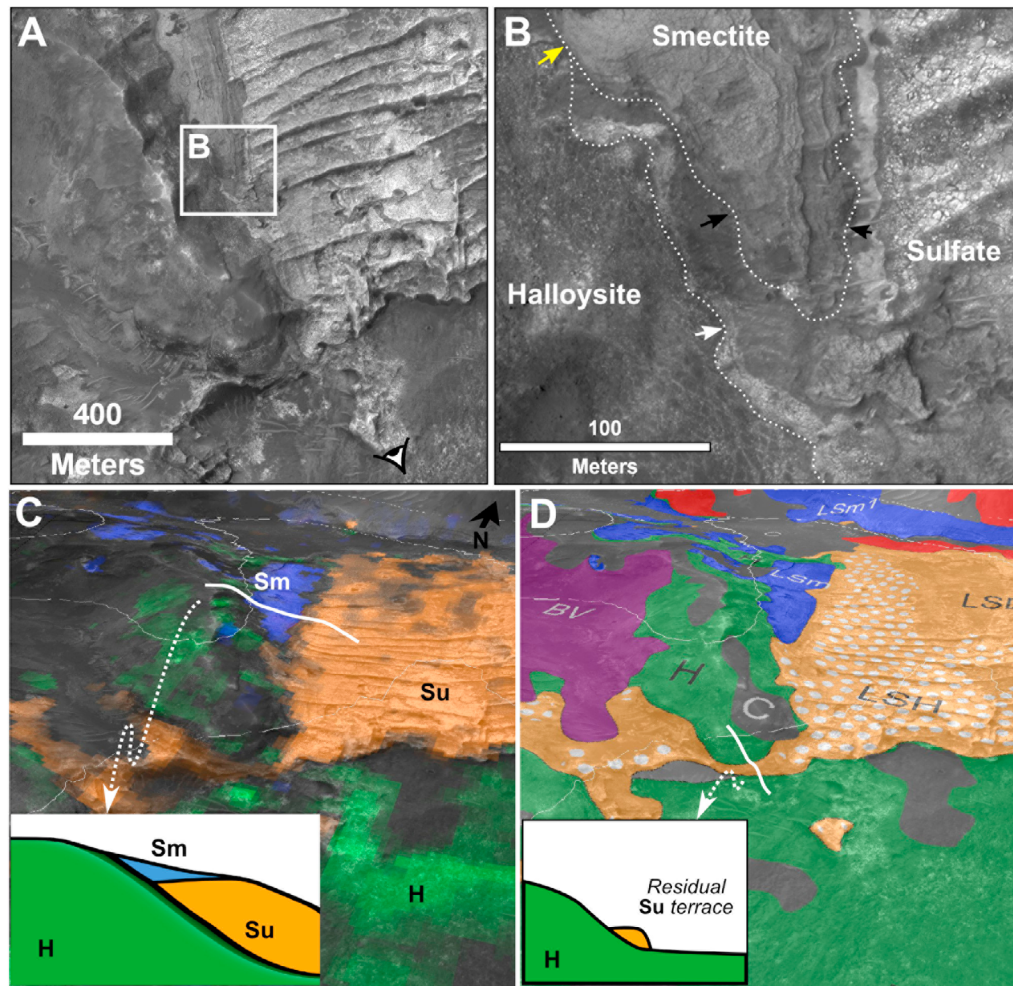 A
B
400
Meters
B
Smectite
Sulfate
Halloysite
100
Meters
C
N
Sm
Su
H
Sm
Su
H
D
LSm1
LSm
BV
H
C
LSH
Residual
Su terrace
H